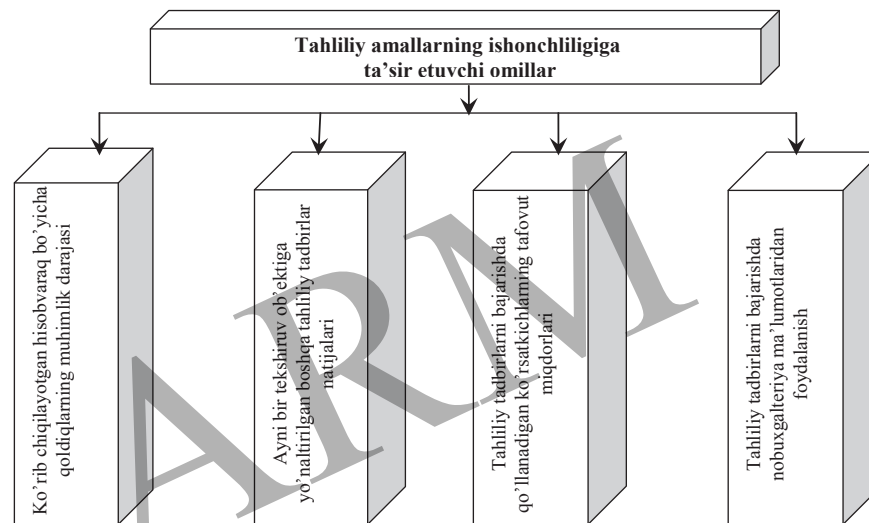 Tahliliy amallarning ishonchliligiga
ta’sir etuvchi omillar
Ko’rib chiqilayotgan hisobvaraq bo’yicha
qoldiqlarning muhimlik darajasi
Ayni bir tekshiruv ob’ektiga
yo’naltirilgan boshqa tahliliy tadbirlar
natijalari
Tahliliy tadbirlarni bajarishda
qo’llanadigan ko’rsatkichlarning tafovut
miqdorlari
Tahliliy tadbirlarni bajarishda
nobuxgalteriya ma’lumotlaridan
foydalanish
ARM